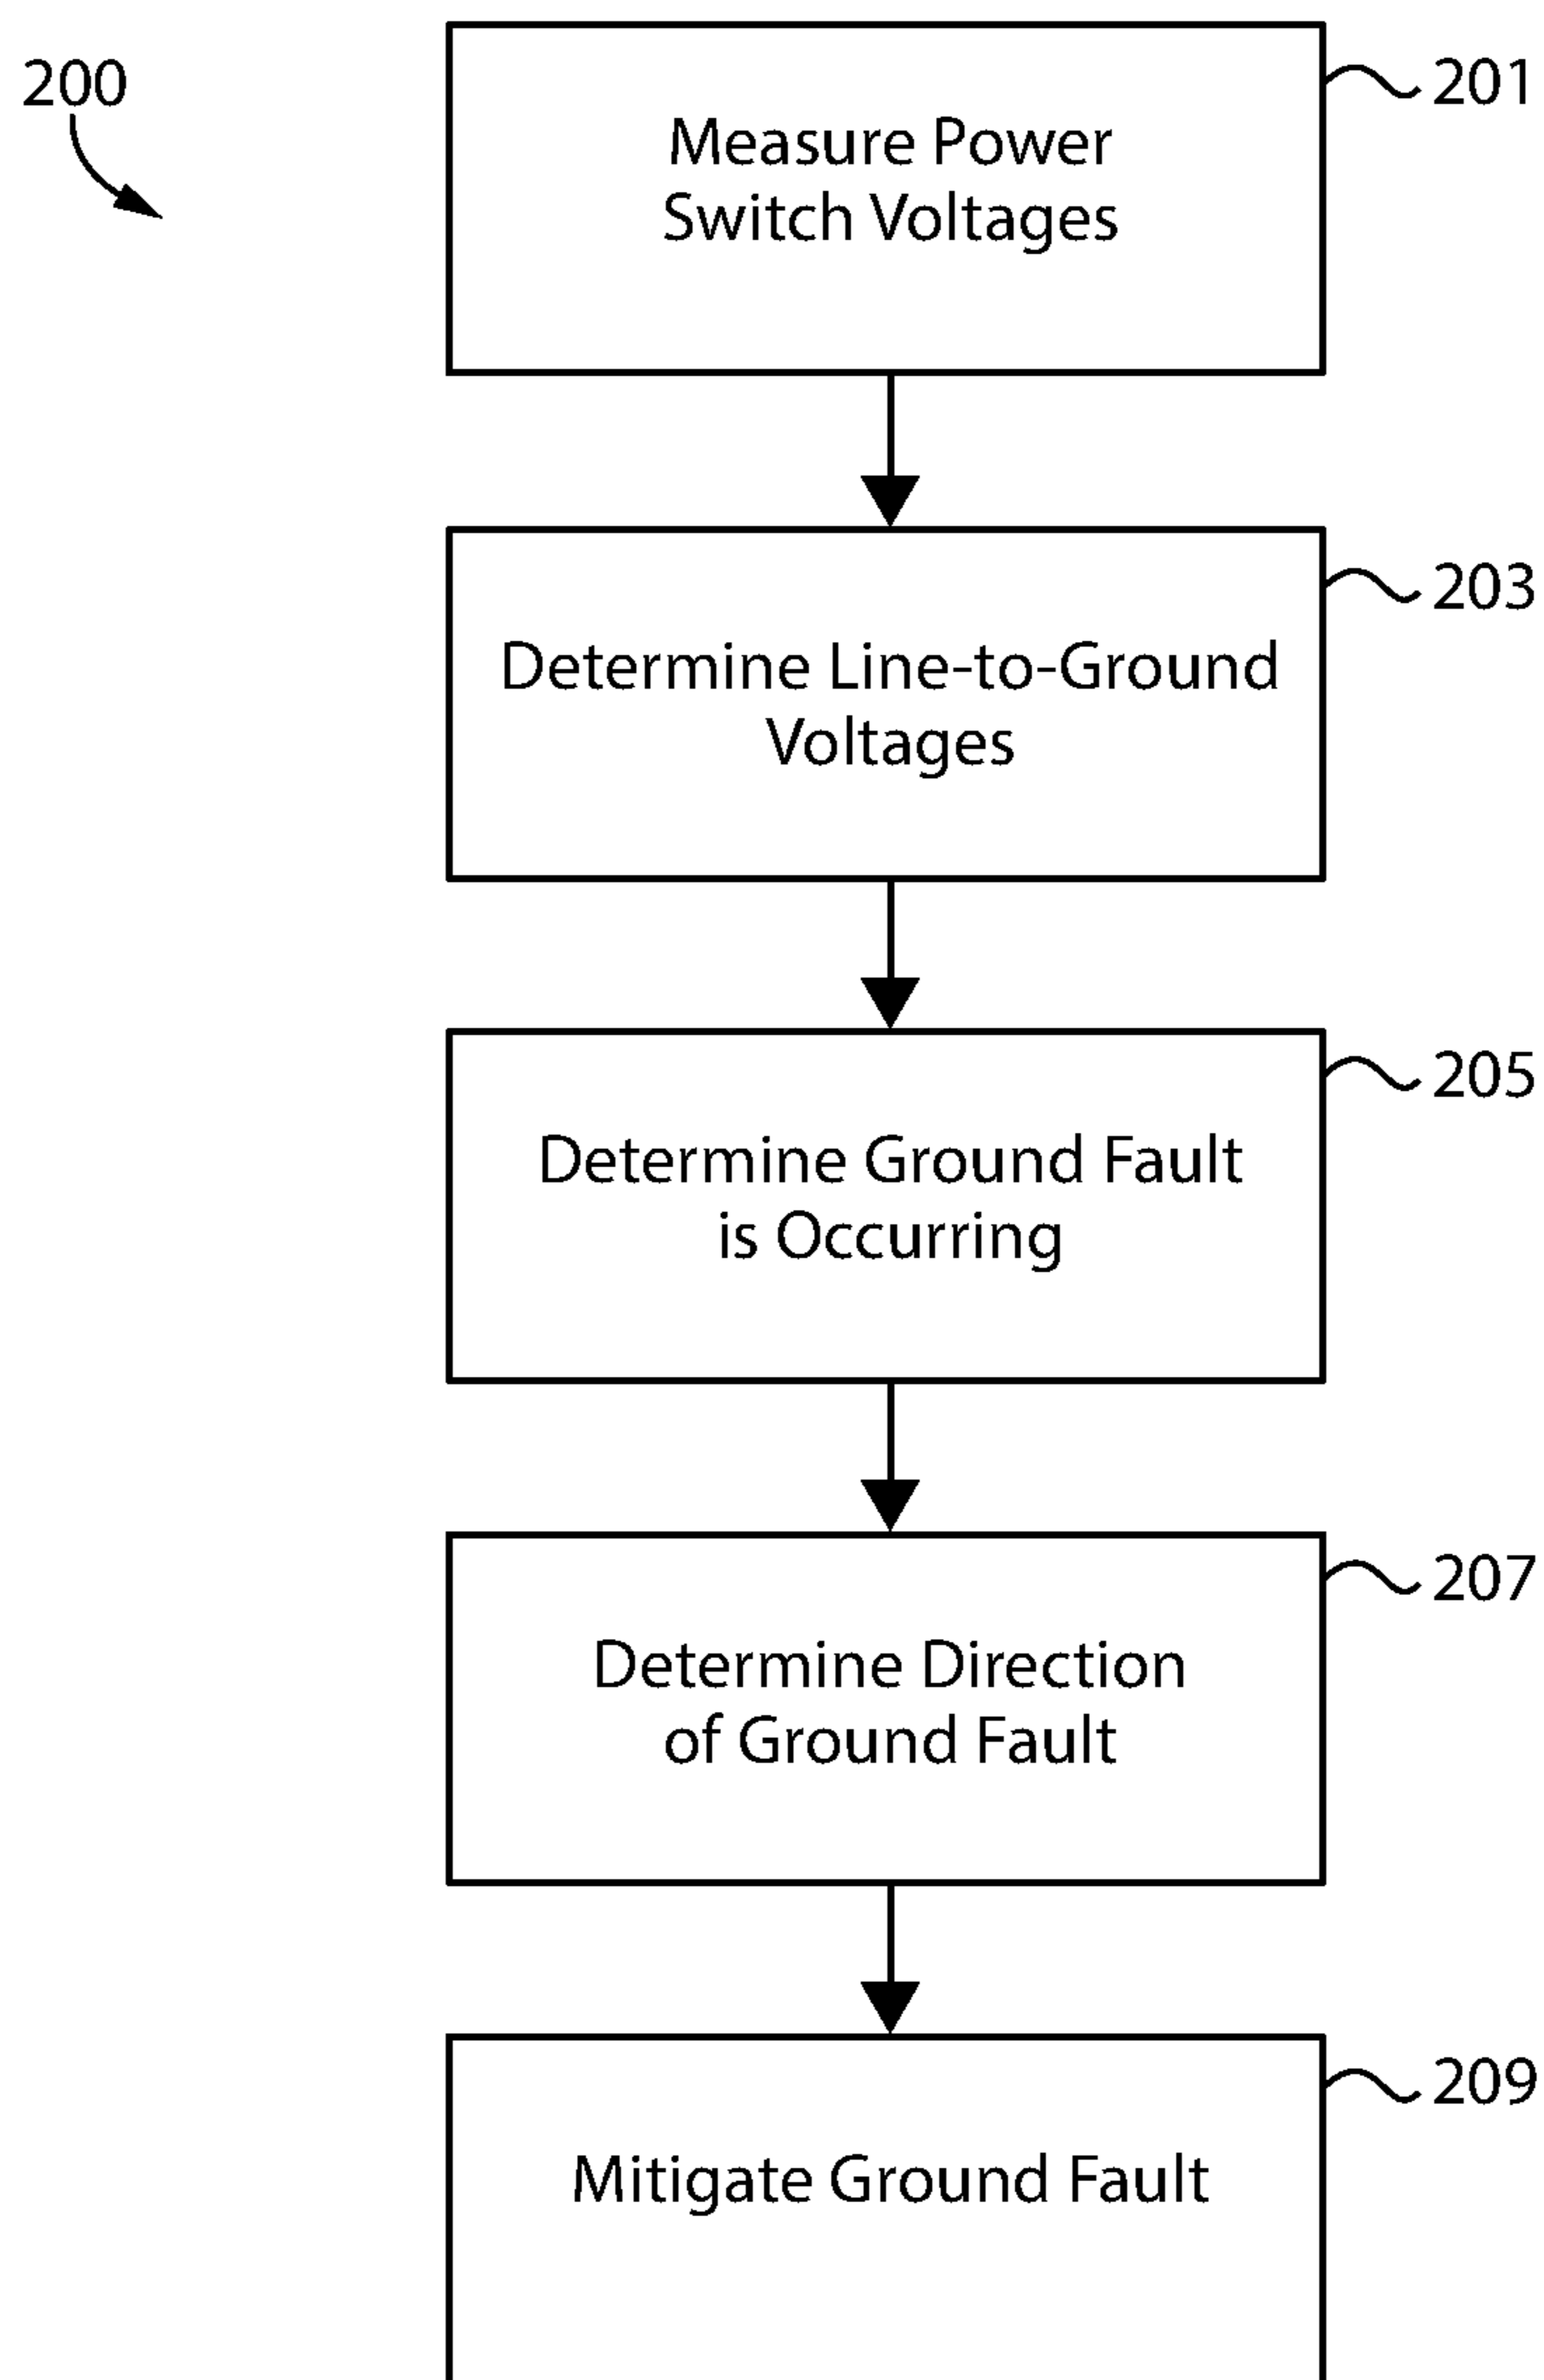 200
201
Measure Power
Switch Voltages
203
Determine Line-to-Ground
Voltages
205
Determine Ground Fault
is Occurring
207
Determine Direction
of Ground Fault
209
Mitigate Ground Fault